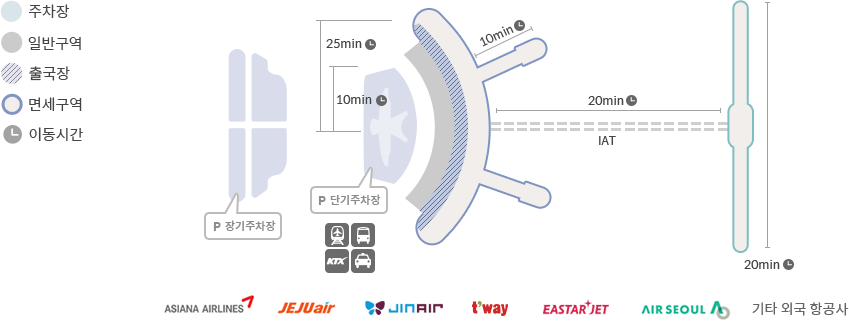 주차장
일반구역
출국장
면세구역
이동시간
25min
10min
10min
20min
IAT
20min
P 장기주차장
P 단기주차장
KTX
ASIANA AIRLINES
JEJUair
JINAIR
t'way
EASTAR JET
AIR SEOUL
기타 외국 항공사